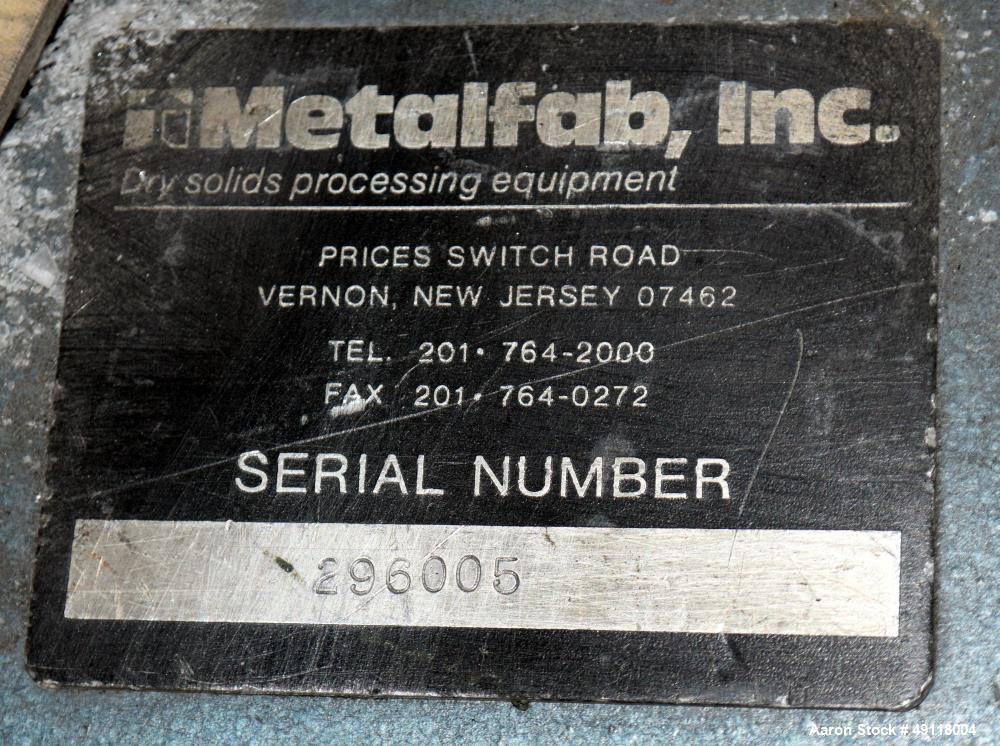 Metalfab, Inc.
Dry solids processing equipment
PRICES SWITCH ROAD
VERNON, NEW JERSEY 07462
TEL. 201• 764-2000
FAX 201• 764-0272
SERIAL NUMBER
296005
Aaron Stock # 49118004